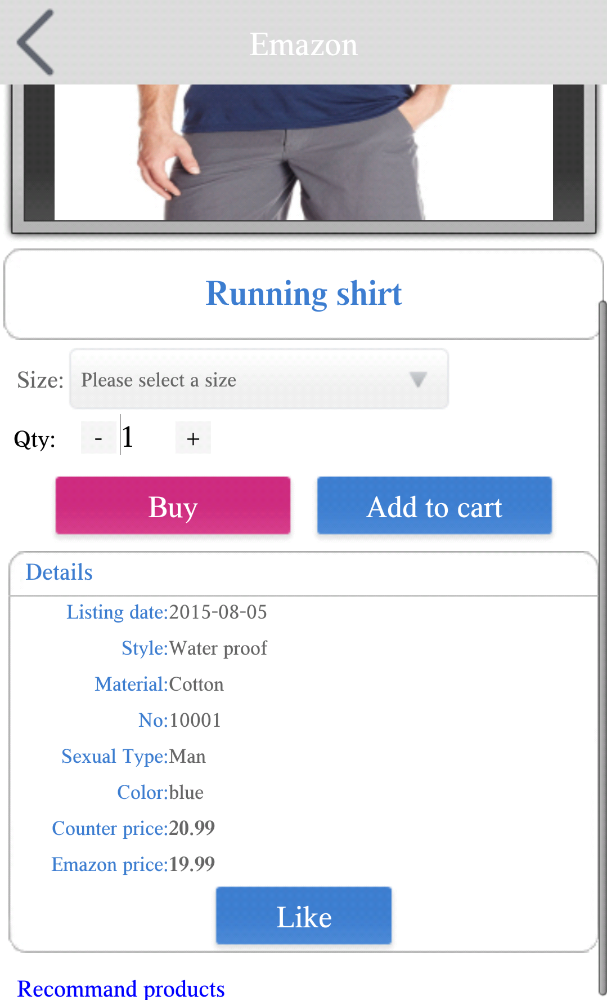 Emazon
Running shirt
Size: Please select a size
Qty: - 1 +
Buy Add to cart
Details
Listing date:2015-08-05
Style:Water proof
Material:Cotton
No:10001
Sexual Type:Man
Color:blue
Counter price:20.99
Emazon price:19.99
Like
Recommand products